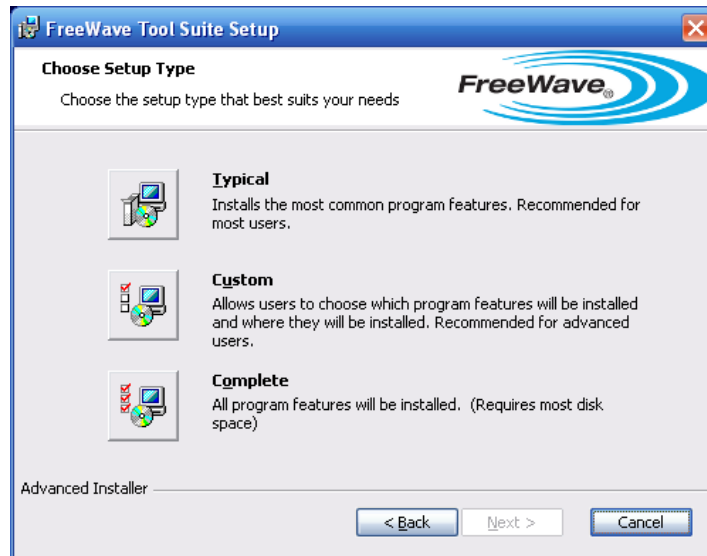 FreeWave Tool Suite Setup
Choose Setup Type
Choose the setup type that best suits your needs
FreeWave®
Typical
Installs the most common program features. Recommended for
most users.
Custom
Allows users to choose which program features will be installed
and where they will be installed. Recommended for advanced
users.
Complete
All program features will be installed.  (Requires most disk
space)
Advanced Installer
< Back
Next >
Cancel